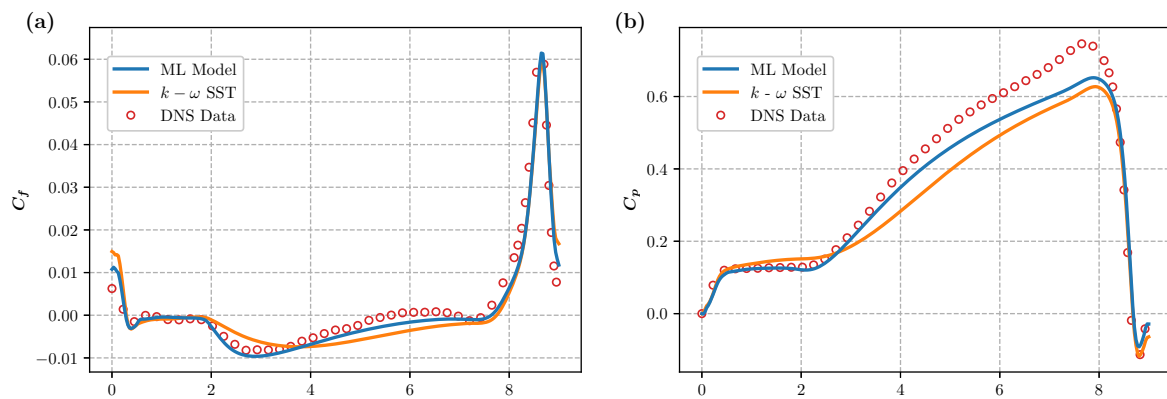 (a)
0.06
0.05
0.04
0.03
0.02
0.01
0.00
−0.01
C_f
ML Model
k − ω SST
DNS Data
0 2 4 6 8
(b)
0.6
0.4
0.2
0.0
C_p
ML Model
k - ω SST
DNS Data
0 2 4 6 8